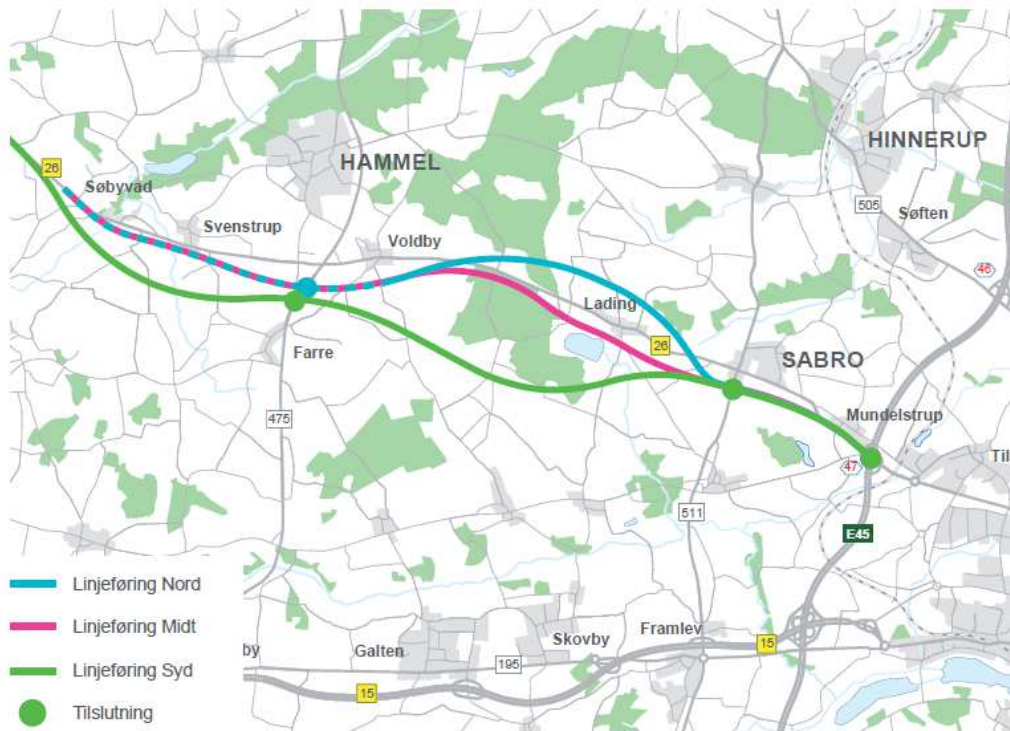 HAMMEL
HINNERUP
26
Søbyvad
505
Søften
Svenstrup
Voldby
46
Lading
26
SABRO
Farre
475
Mundelstrup
47
Til
511
E45
Linjeføring Nord
Linjeføring Midt
Linjeføring Syd
Tilslutning
by
Galten
195
Skovby
Framlev
15
15